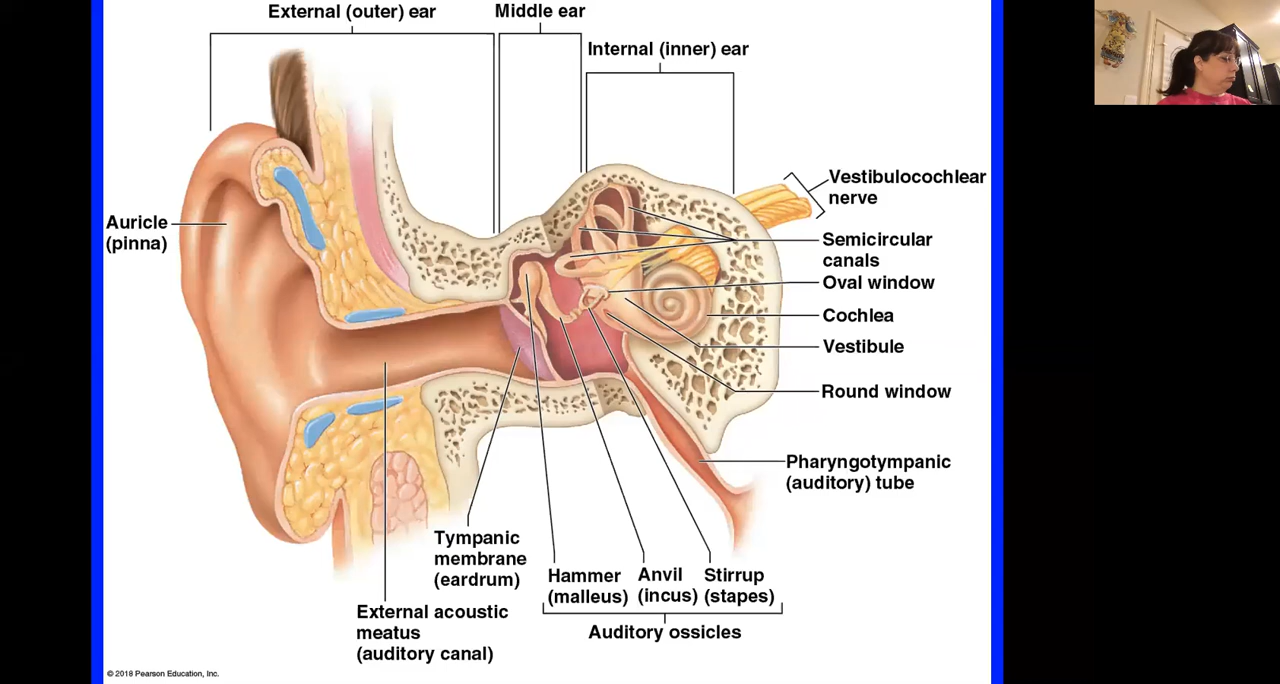 External (outer) ear
Middle ear
Internal (inner) ear
Vestibulocochlear
nerve
Auricle
(pinna)
Semicircular
canals
Oval window
Cochlea
Vestibule
Round window
Pharyngotympanic
(auditory) tube
Tympanic
membrane
(eardrum)
Hammer
(malleus)
Anvil
(incus)
Stirrup
(stapes)
External acoustic
meatus
(auditory canal)
Auditory ossicles
© 2018 Pearson Education, Inc.